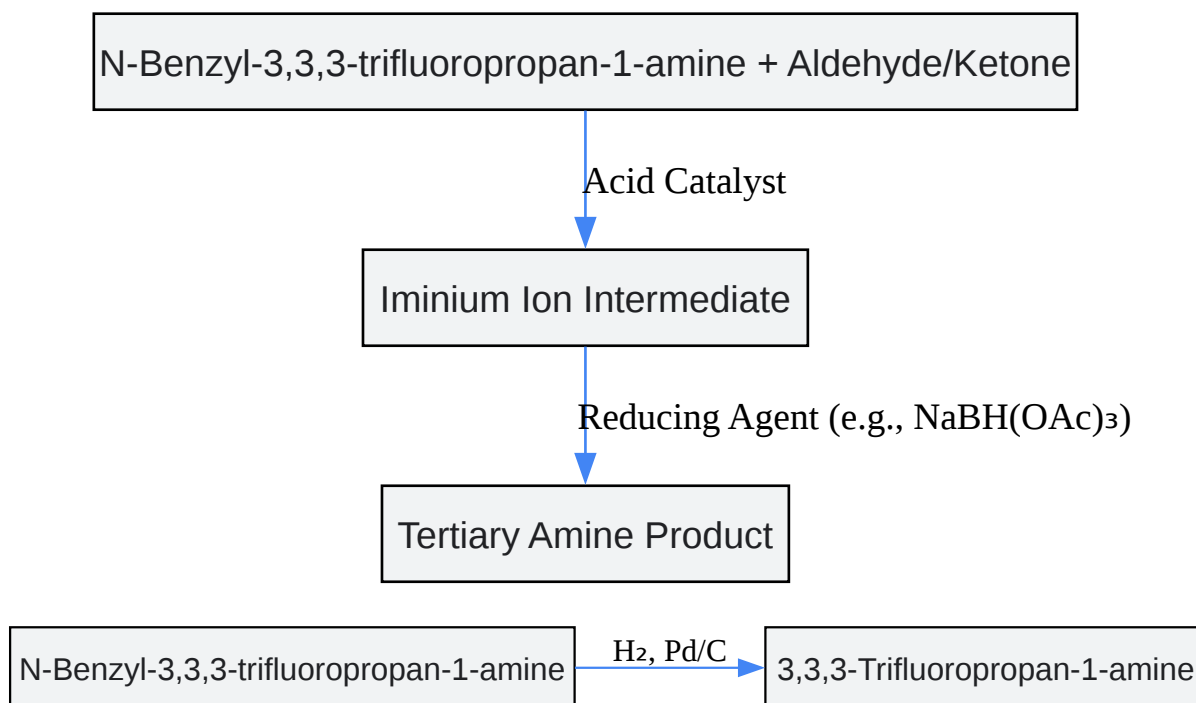 N-Benzyl-3,3,3-trifluoropropan-1-amine + Aldehyde/Ketone
Acid Catalyst
Iminium Ion Intermediate
Reducing Agent (e.g., NaBH(OAc)₃)
Tertiary Amine Product
H₂, Pd/C
N-Benzyl-3,3,3-trifluoropropan-1-amine
3,3,3-Trifluoropropan-1-amine